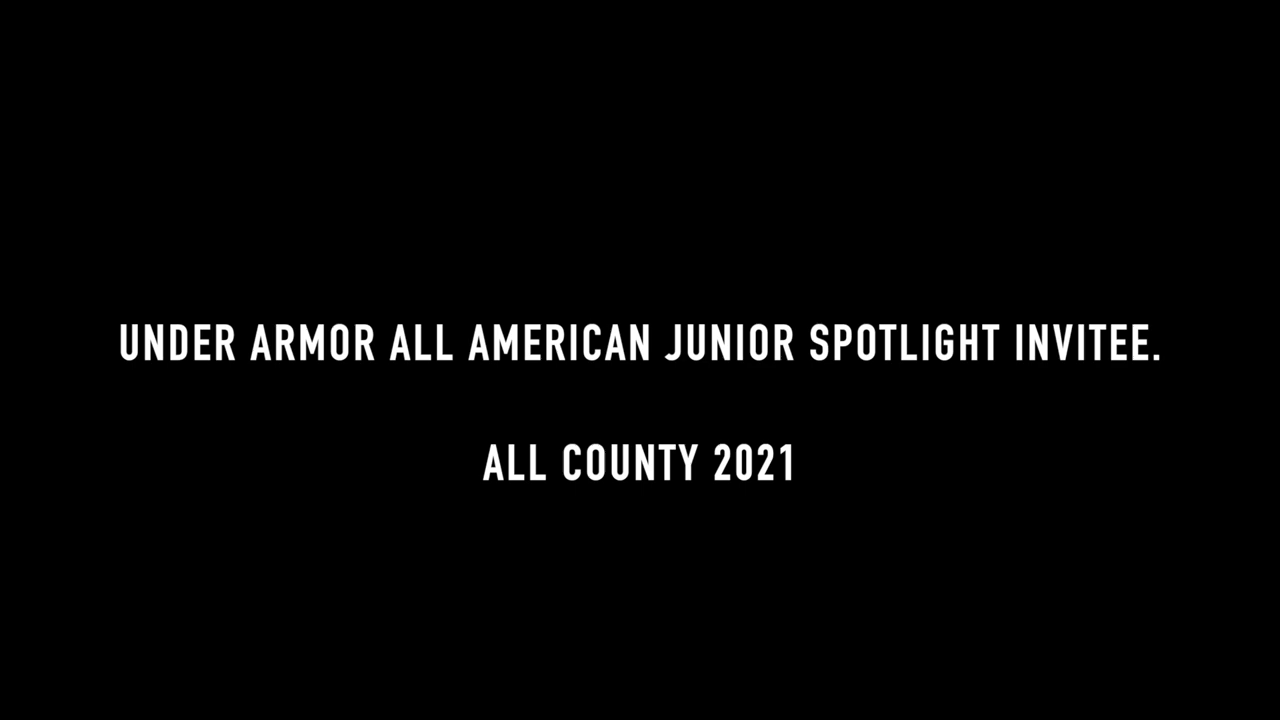 UNDER ARMOR ALL AMERICAN JUNIOR SPOTLIGHT INVITEE.
ALL COUNTY 2021